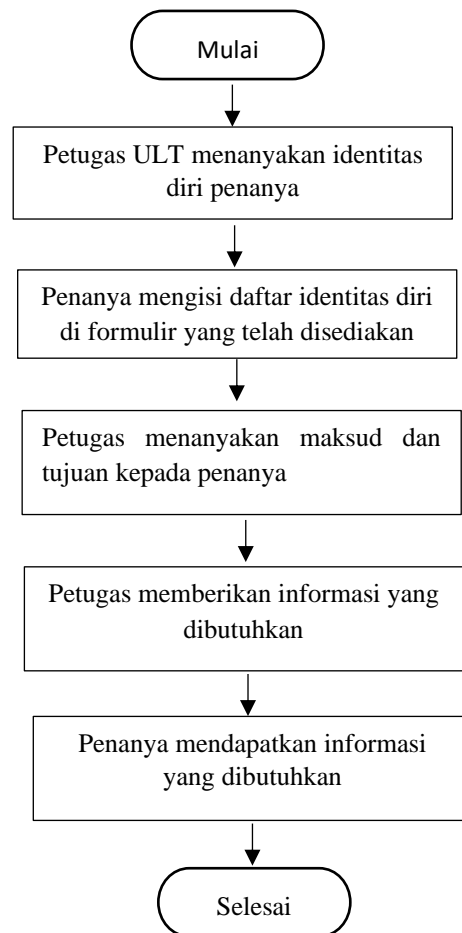 Mulai
Petugas ULT menanyakan identitas
diri penanya
Penanya mengisi daftar identitas diri
di formulir yang telah disediakan
Petugas menanyakan maksud dan
tujuan kepada penanya
Petugas memberikan informasi yang
dibutuhkan
Penanya mendapatkan informasi
yang dibutuhkan
Selesai